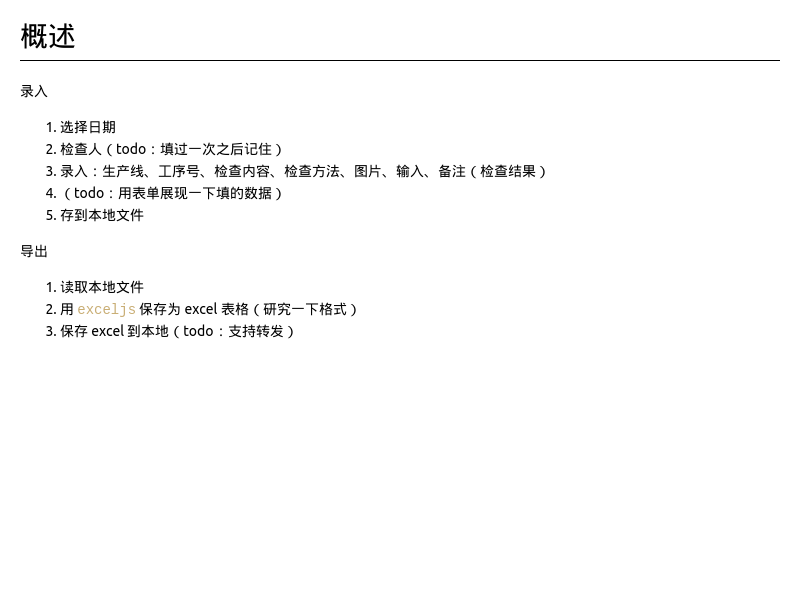 概述
录入
1. 选择日期
2. 检查人（todo：填过一次之后记住）
3. 录入：生产线、工序号、检查内容、检查方法、图片、输入、备注（检查结果）
4. （todo：用表单展现一下填的数据）
5. 存到本地文件
导出
1. 读取本地文件
2. 用 exceljs 保存为 excel 表格（研究一下格式）
3. 保存 excel 到本地（todo：支持转发）